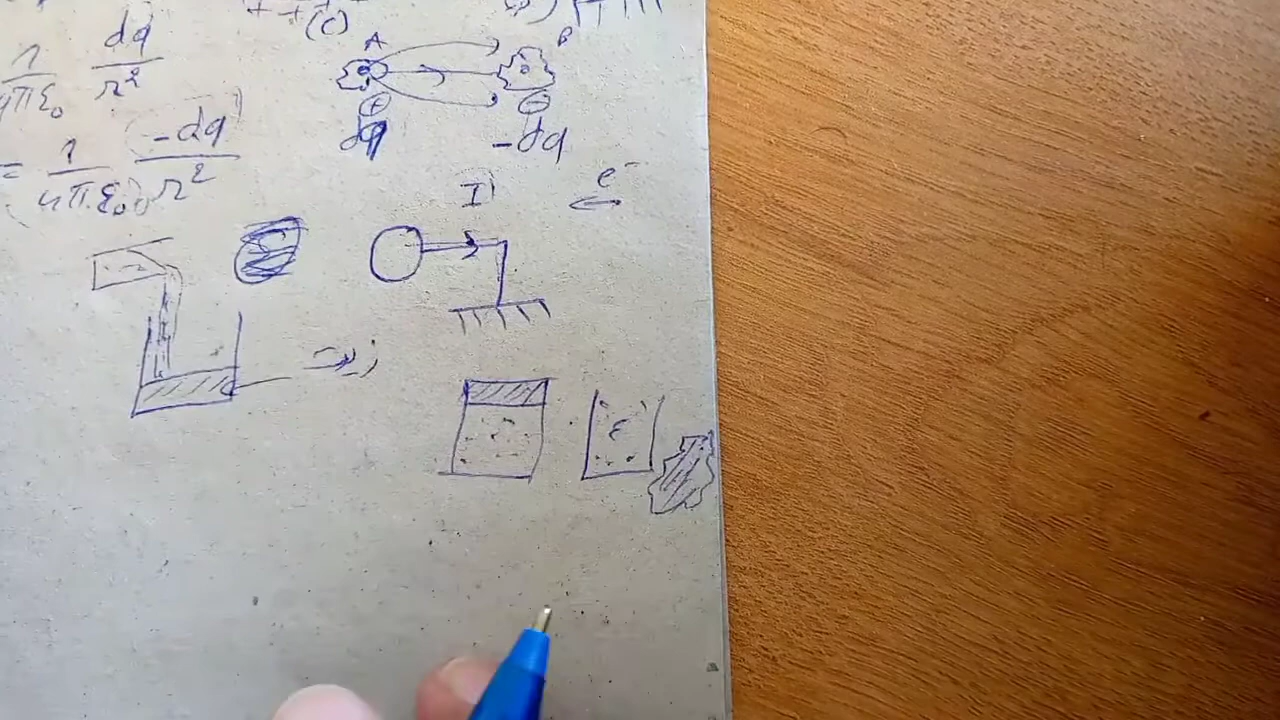 (C)
1/4πε₀ dq/r²
A B
+ −
dq −dq
= 1/4πε₀ −dq/r²
I e⁻